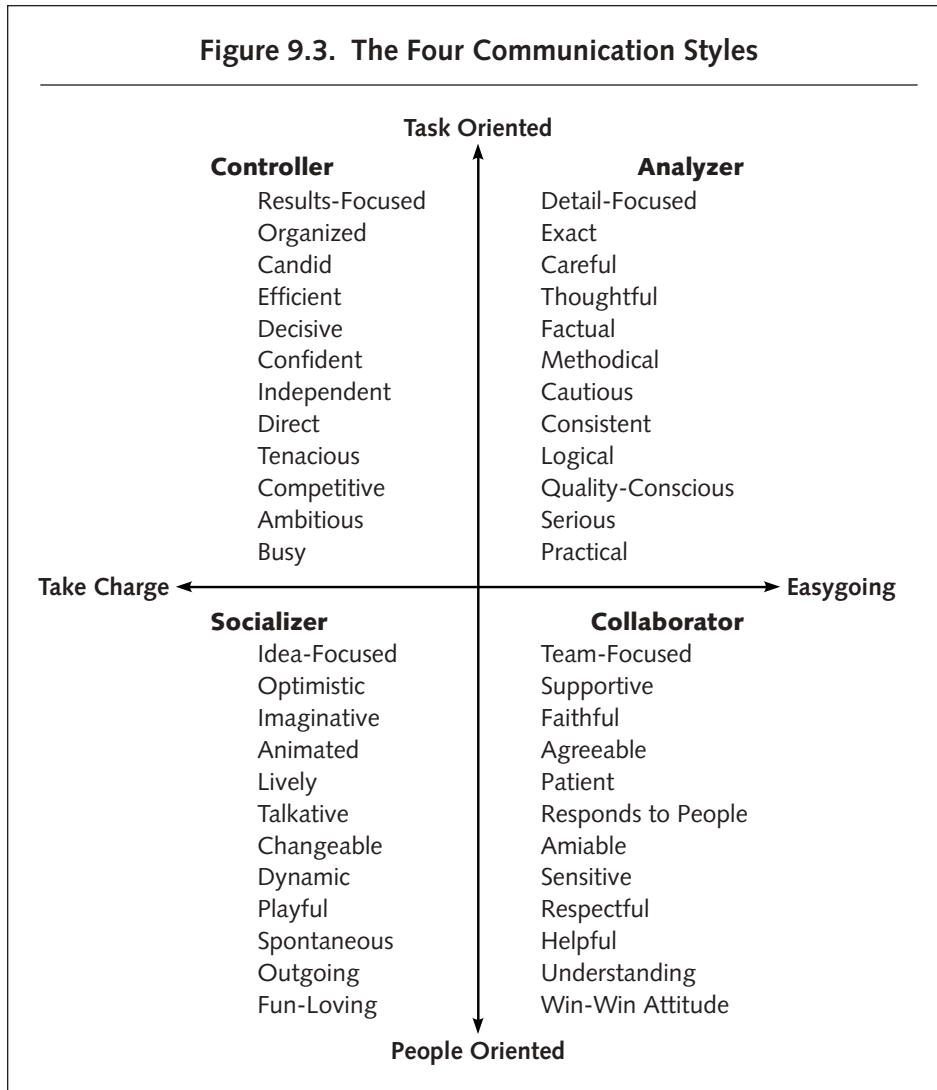 Figure 9.3. The Four Communication Styles
Task Oriented
Controller
Results-Focused
Organized
Candid
Efficient
Decisive
Confident
Independent
Direct
Tenacious
Competitive
Ambitious
Busy
Analyzer
Detail-Focused
Exact
Careful
Thoughtful
Factual
Methodical
Cautious
Consistent
Logical
Quality-Conscious
Serious
Practical
Take Charge
Easygoing
Socializer
Idea-Focused
Optimistic
Imaginative
Animated
Lively
Talkative
Changeable
Dynamic
Playful
Spontaneous
Outgoing
Fun-Loving
Collaborator
Team-Focused
Supportive
Faithful
Agreeable
Patient
Responds to People
Amiable
Sensitive
Respectful
Helpful
Understanding
Win-Win Attitude
People Oriented